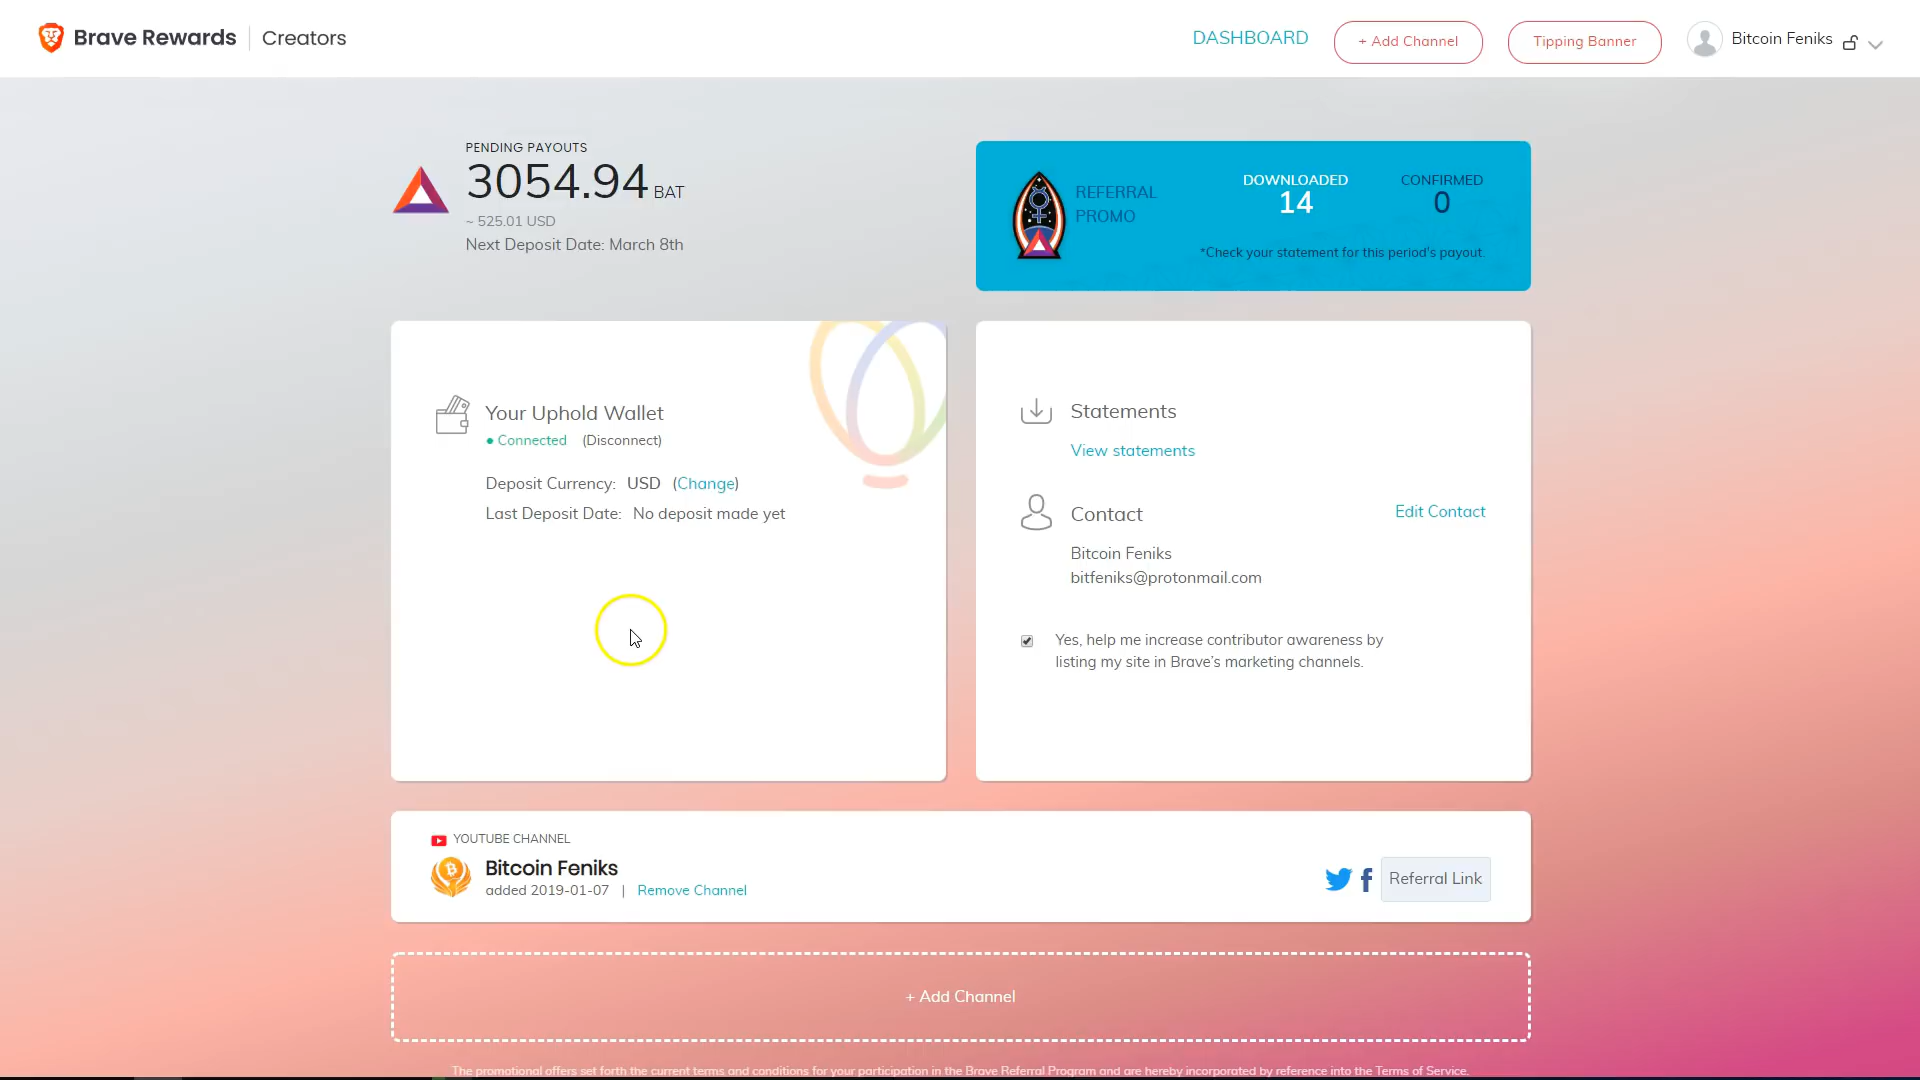 Brave Rewards Creators
DASHBOARD
+ Add Channel
Tipping Banner
Bitcoin Feniks
PENDING PAYOUTS
3054.94 BAT
~ 525.01 USD
Next Deposit Date: March 8th
REFERRAL
PROMO
DOWNLOADED
14
CONFIRMED
0
*Check your statement for this period's payout.
Your Uphold Wallet
Connected (Disconnect)
Deposit Currency: USD (Change)
Last Deposit Date: No deposit made yet
Statements
View statements
Contact
Edit Contact
Bitcoin Feniks
bitfeniks@protonmail.com
Yes, help me increase contributor awareness by
listing my site in Brave's marketing channels.
YOUTUBE CHANNEL
Bitcoin Feniks
added 2019-01-07 | Remove Channel
Referral Link
+ Add Channel
The promotional offers set forth the current terms and conditions for your participation in the Brave Referral Program and are hereby incorporated by reference into the Terms of Service.